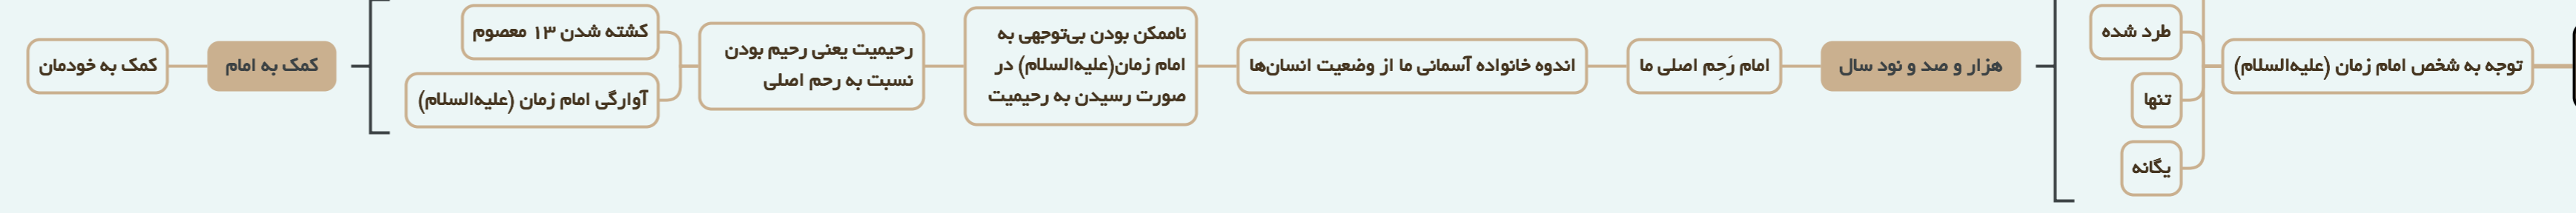 توجه به شخص امام زمان (علیه‌السلام)
طرد شده
تنها
یگانه
هزار و صد و نود سال
امام رَحِم اصلی ما
اندوه خانواده آسمانی ما از وضعیت انسان‌ها
ناممکن بودن بی‌توجهی به
امام زمان(علیه‌السلام) در
صورت رسیدن به رحیمیت
رحیمیت یعنی رحیم بودن
نسبت به رحم اصلی
کشته شدن ۱۳ معصوم
آوارگی امام زمان (علیه‌السلام)
کمک به امام
کمک به خودمان